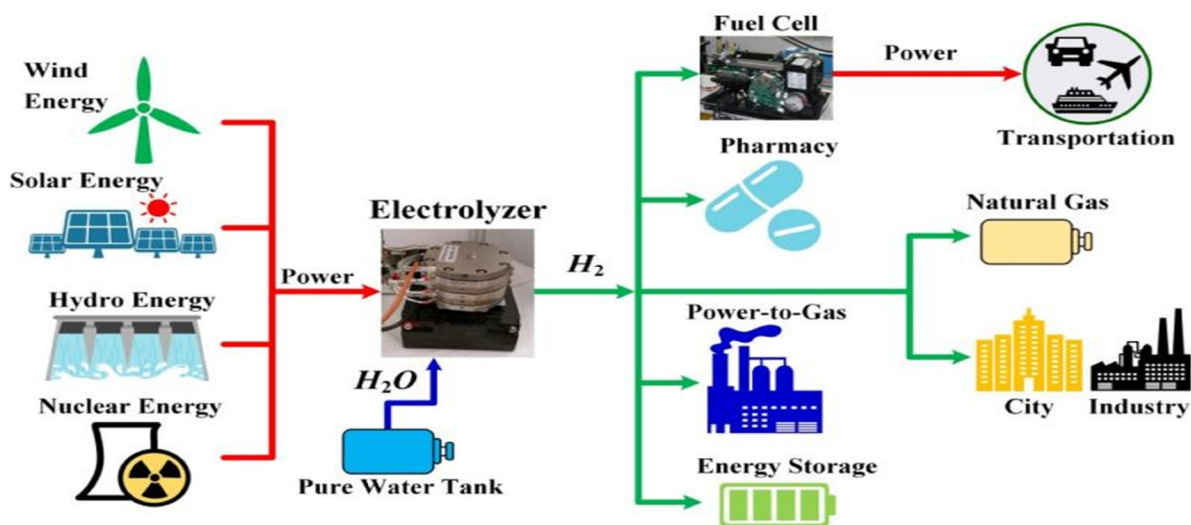 Wind
Energy
Solar Energy
Hydro Energy
Nuclear Energy
Power
Electrolyzer
H₂O
Pure Water Tank
H₂
Fuel Cell
Power
Transportation
Pharmacy
Natural Gas
Power-to-Gas
City
Industry
Energy Storage